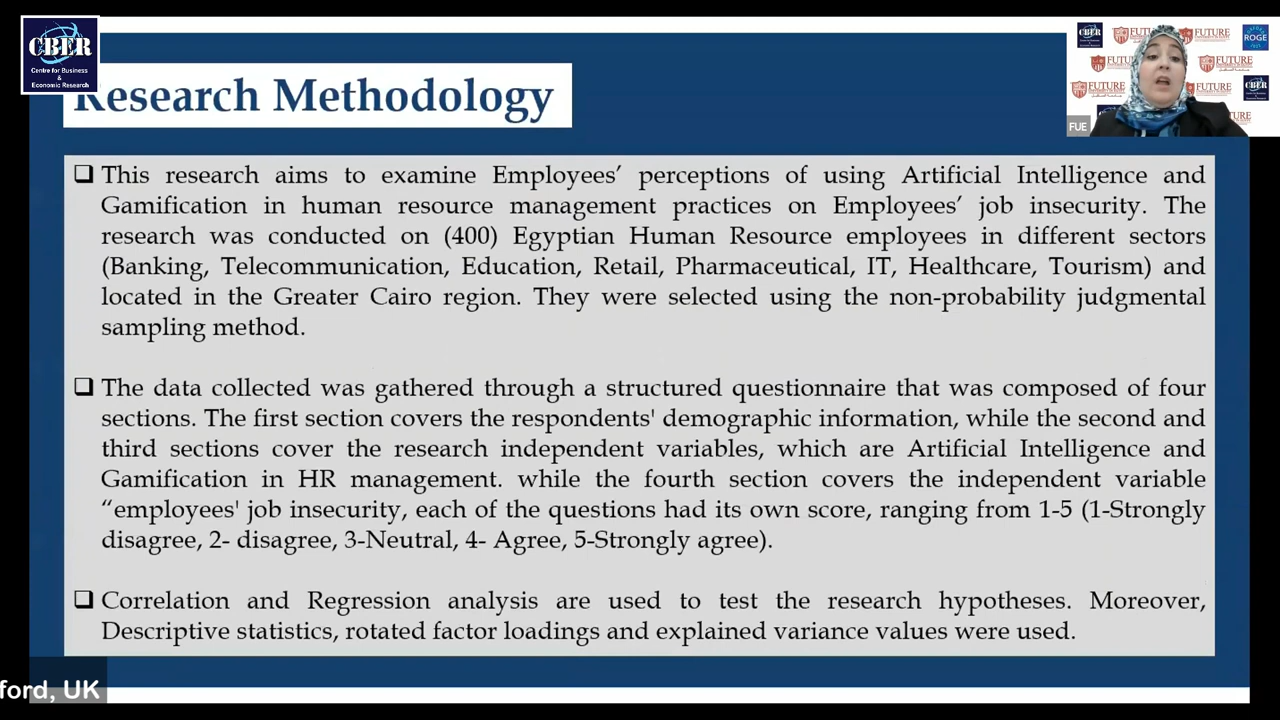 CBER
Centre for Business
&
Economic Research
Research Methodology
FUTURE
ROGE
FUTURE
FUTURE
FUE
❑ This research aims to examine Employees’ perceptions of using Artificial Intelligence and
Gamification in human resource management practices on Employees’ job insecurity. The
research was conducted on (400) Egyptian Human Resource employees in different sectors
(Banking, Telecommunication, Education, Retail, Pharmaceutical, IT, Healthcare, Tourism) and
located in the Greater Cairo region. They were selected using the non-probability judgmental
sampling method.
❑ The data collected was gathered through a structured questionnaire that was composed of four
sections. The first section covers the respondents' demographic information, while the second and
third sections cover the research independent variables, which are Artificial Intelligence and
Gamification in HR management. while the fourth section covers the independent variable
“employees' job insecurity, each of the questions had its own score, ranging from 1-5 (1-Strongly
disagree, 2- disagree, 3-Neutral, 4- Agree, 5-Strongly agree).
❑ Correlation and Regression analysis are used to test the research hypotheses. Moreover,
Descriptive statistics, rotated factor loadings and explained variance values were used.
ford, UK